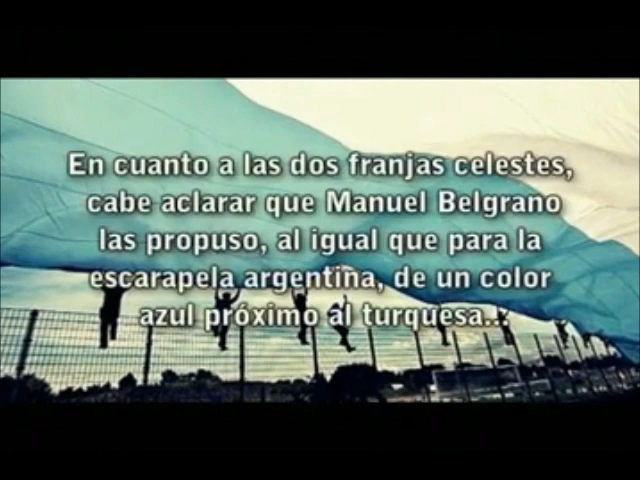 En cuanto a las dos franjas celestes,
cabe aclarar que Manuel Belgrano
las propuso, al igual que para la
escarapela argentina, de un color
azul próximo al turquesa...